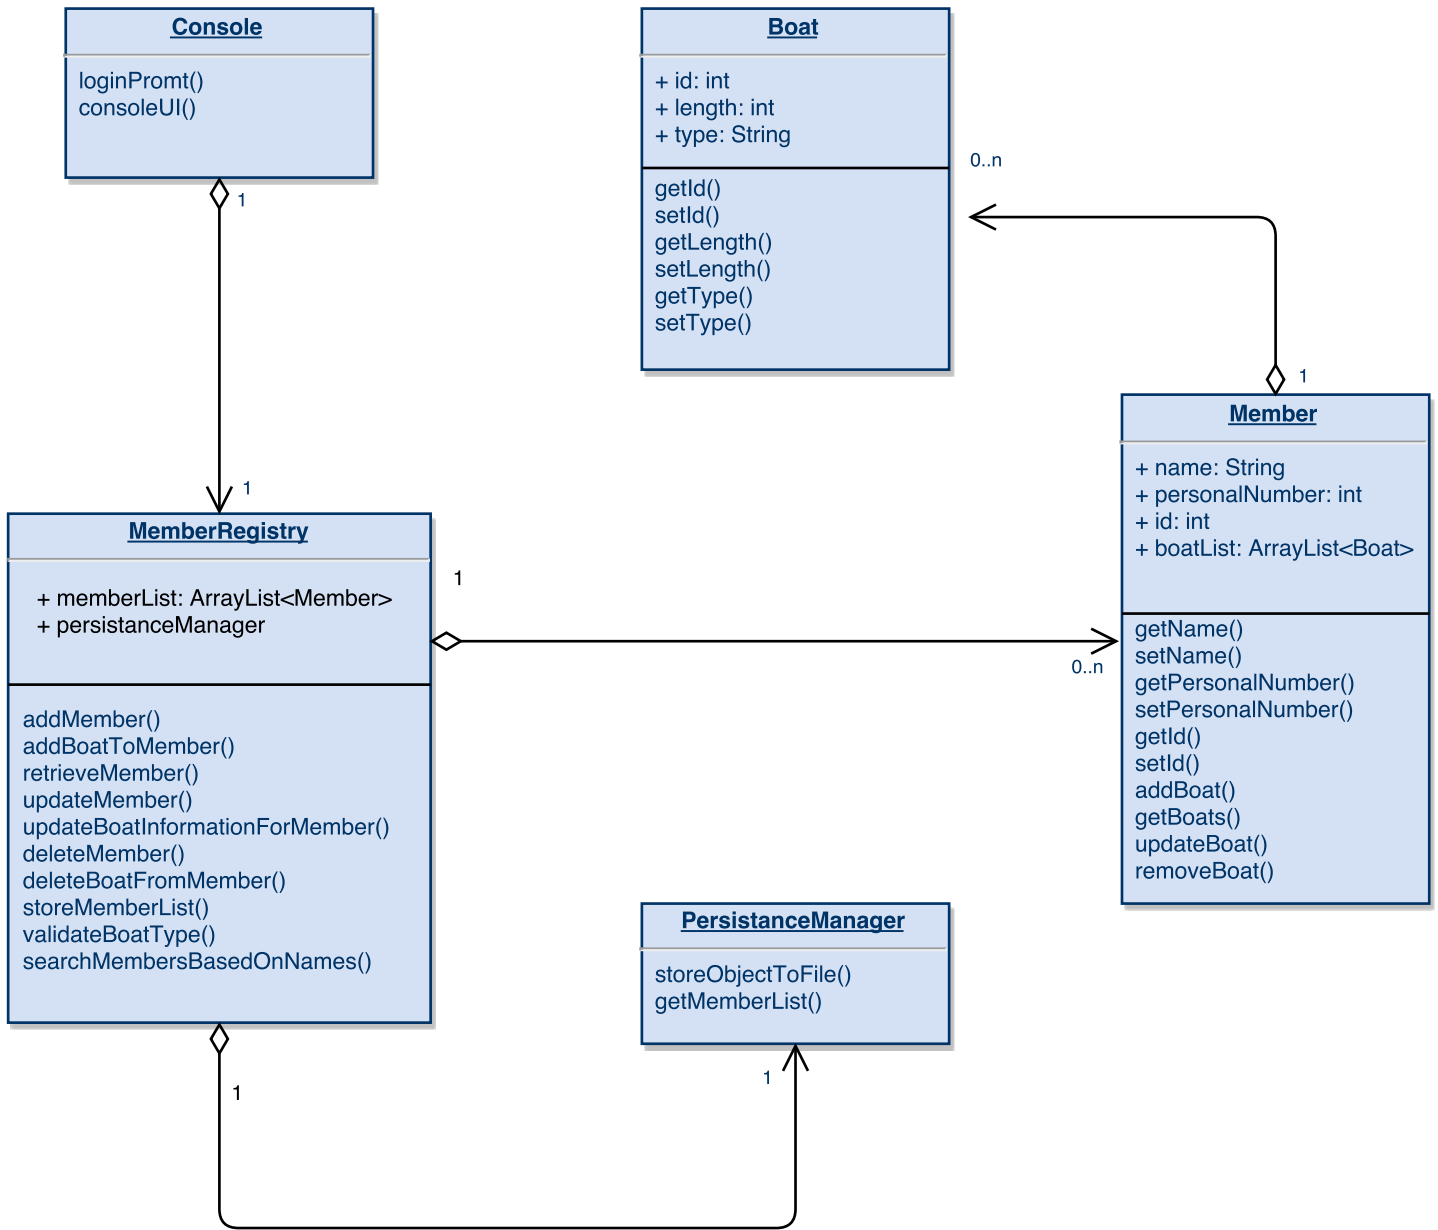 Console
loginPromt()
consoleUI()
1
1
Boat
+ id: int
+ length: int
+ type: String
getId()
setId()
getLength()
setLength()
getType()
setType()
0..n
1
Member
+ name: String
+ personalNumber: int
+ id: int
+ boatList: ArrayList<Boat>
getName()
setName()
getPersonalNumber()
setPersonalNumber()
getId()
setId()
addBoat()
getBoats()
updateBoat()
removeBoat()
MemberRegistry
+ memberList: ArrayList<Member>
+ persistanceManager
addMember()
addBoatToMember()
retrieveMember()
updateMember()
updateBoatInformationForMember()
deleteMember()
deleteBoatFromMember()
storeMemberList()
validateBoatType()
searchMembersBasedOnNames()
1
0..n
PersistanceManager
storeObjectToFile()
getMemberList()
1
1